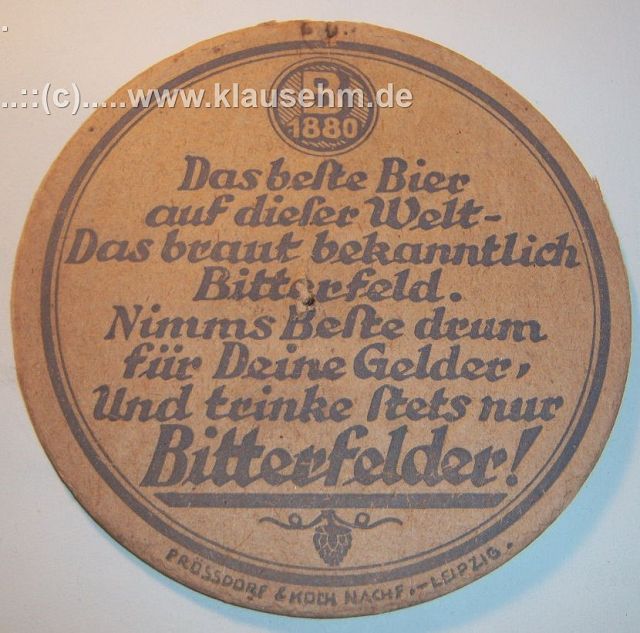 ..::(c).....www.klausehm.de
B
1880
Das beſte Bier
auf dieſer Welt-
Das braut bekanntlich
Bitterfeld.
Nimms Beſte drum
für Deine Gelder,
Und trinke ſtets nur
Bitterfelder!
PRÖSSDORF & KOCH NACHF. - LEIPZIG.